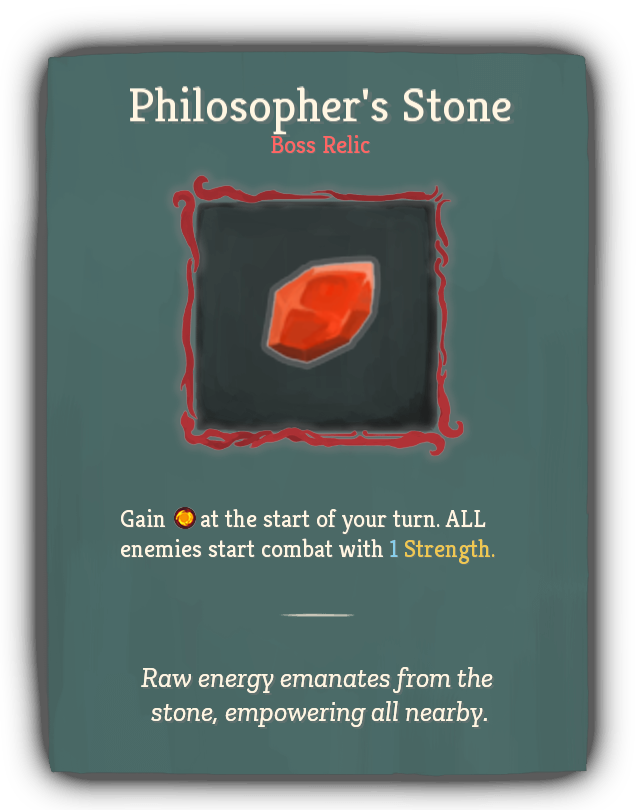 Philosopher's Stone
Boss Relic
Gain at the start of your turn. ALL
enemies start combat with 1 Strength.
Raw energy emanates from the
stone, empowering all nearby.